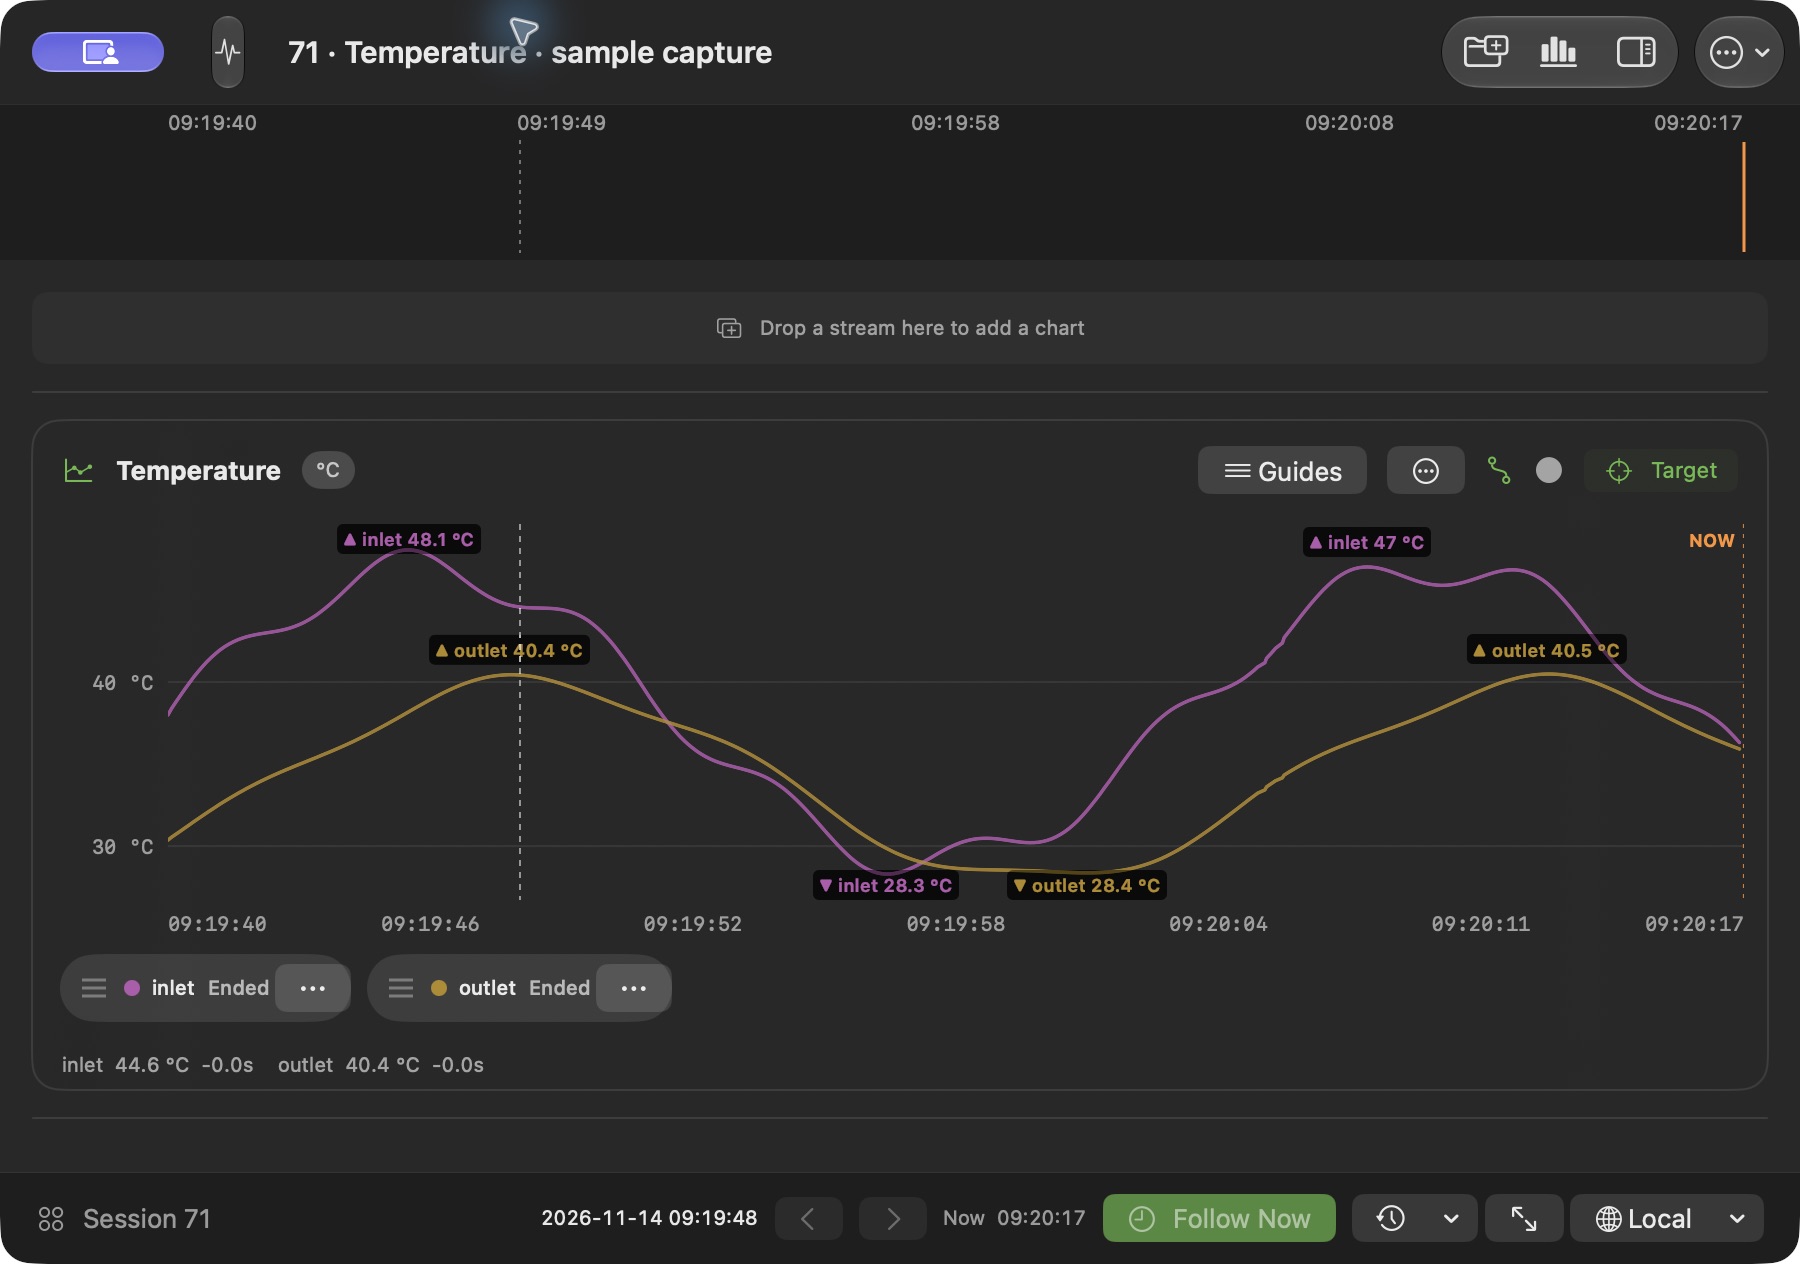 71 · Temperature · sample capture
09:19:40 09:19:49 09:19:58 09:20:08 09:20:17
Drop a stream here to add a chart
Temperature °C Guides Target
▲ inlet 48.1 °C ▲ inlet 47 °C NOW
▲ outlet 40.4 °C ▲ outlet 40.5 °C
40 °C
30 °C
▼ inlet 28.3 °C ▼ outlet 28.4 °C
09:19:40 09:19:46 09:19:52 09:19:58 09:20:04 09:20:11 09:20:17
inlet Ended ... outlet Ended ...
inlet 44.6 °C -0.0s outlet 40.4 °C -0.0s
Session 71 2026-11-14 09:19:48 Now 09:20:17 Follow Now Local